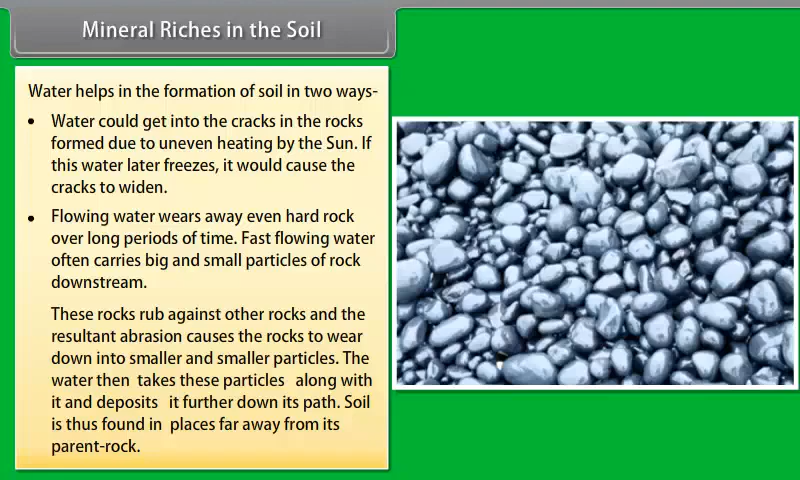 Mineral Riches in the Soil
Water helps in the formation of soil in two ways-
• Water could get into the cracks in the rocks
formed due to uneven heating by the Sun. If
this water later freezes, it would cause the
cracks to widen.
• Flowing water wears away even hard rock
over long periods of time. Fast flowing water
often carries big and small particles of rock
downstream.
These rocks rub against other rocks and the
resultant abrasion causes the rocks to wear
down into smaller and smaller particles. The
water then takes these particles along with
it and deposits it further down its path. Soil
is thus found in places far away from its
parent-rock.